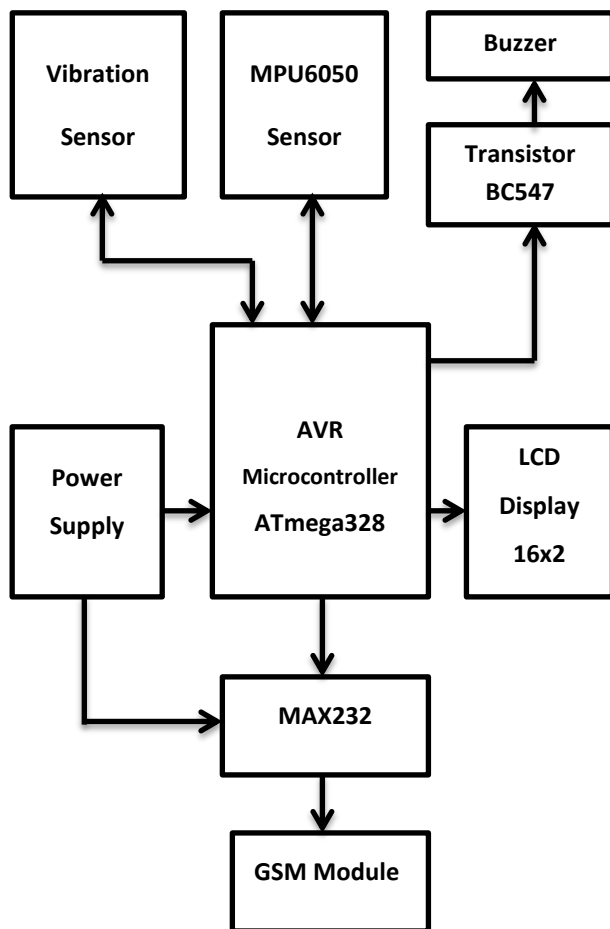 Vibration
Sensor
MPU6050
Sensor
Buzzer
Transistor
BC547
Power
Supply
AVR
Microcontroller
ATmega328
LCD
Display
16x2
MAX232
GSM Module